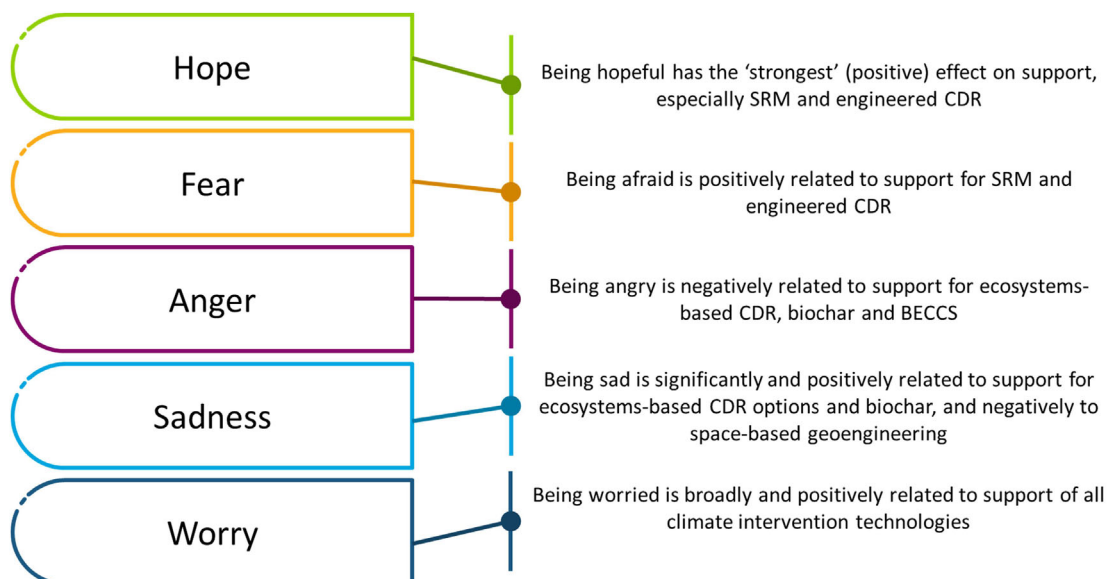 Hope
Being hopeful has the ‘strongest’ (positive) effect on support,
especially SRM and engineered CDR
Fear
Being afraid is positively related to support for SRM and
engineered CDR
Anger
Being angry is negatively related to support for ecosystems-
based CDR, biochar and BECCS
Sadness
Being sad is significantly and positively related to support for
ecosystems-based CDR options and biochar, and negatively to
space-based geoengineering
Worry
Being worried is broadly and positively related to support of all
climate intervention technologies